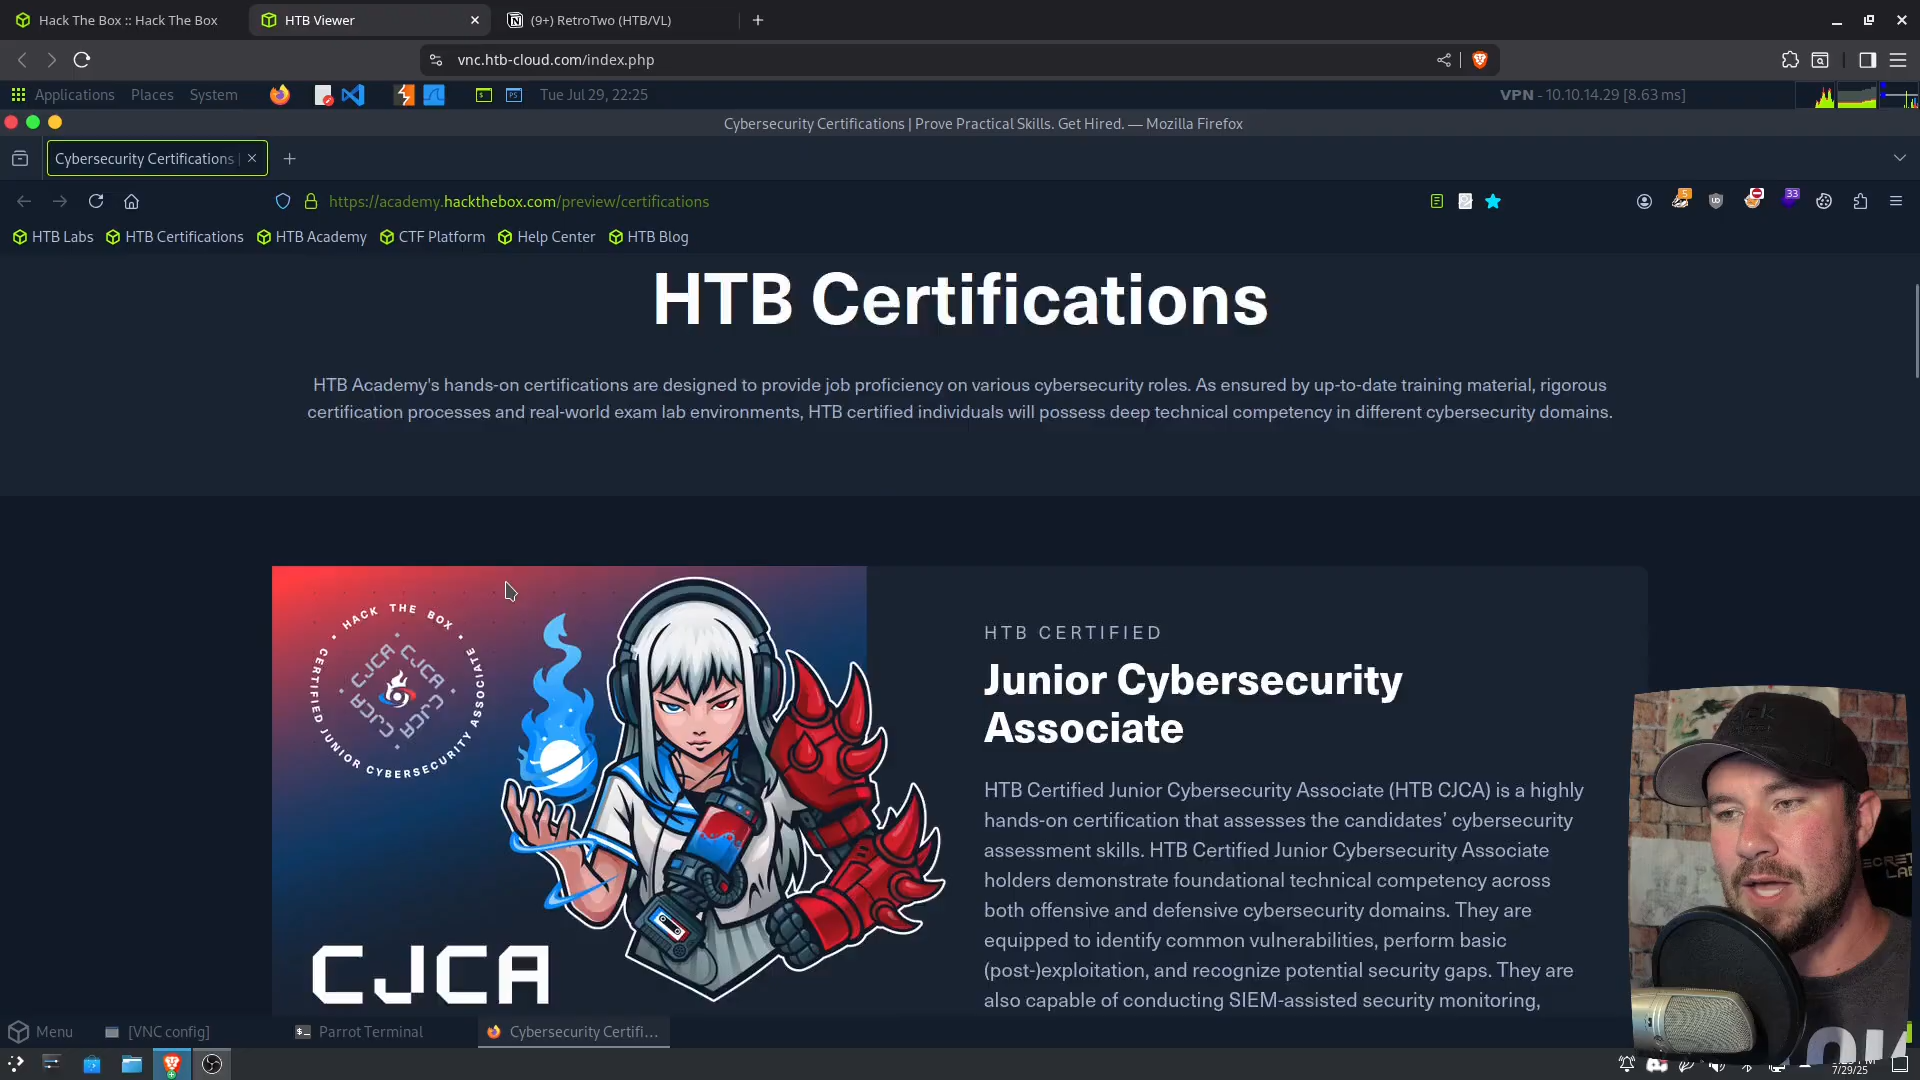 Hack The Box :: Hack The Box
HTB Viewer
(9+) RetroTwo (HTB/VL)
vnc.htb-cloud.com/index.php
Applications Places System
Tue Jul 29, 22:25
VPN - 10.10.14.29 [8.63 ms]
Cybersecurity Certifications | Prove Practical Skills. Get Hired. — Mozilla Firefox
Cybersecurity Certifications |
https://academy.hackthebox.com/preview/certifications
5
33
HTB Labs
HTB Certifications
HTB Academy
CTF Platform
Help Center
HTB Blog
HTB Certifications
HTB Academy's hands-on certifications are designed to provide job proficiency on various cybersecurity roles. As ensured by up-to-date training material, rigorous
certification processes and real-world exam lab environments, HTB certified individuals will possess deep technical competency in different cybersecurity domains.
HACK THE BOX
CERTIFIED JUNIOR CYBERSECURITY ASSOCIATE
CJCA CJCA
CJCA CJCA
CJCA
HTB CERTIFIED
Junior Cybersecurity
Associate
HTB Certified Junior Cybersecurity Associate (HTB CJCA) is a highly
hands-on certification that assesses the candidates’ cybersecurity
assessment skills. HTB Certified Junior Cybersecurity Associate
holders demonstrate foundational technical competency across
both offensive and defensive cybersecurity domains. They are
equipped to identify common vulnerabilities, perform basic
(post-)exploitation, and recognize potential security gaps. They are
also capable of conducting SIEM-assisted security monitoring,
Menu
[VNC config]
Parrot Terminal
Cybersecurity Certifi...
7/29/25